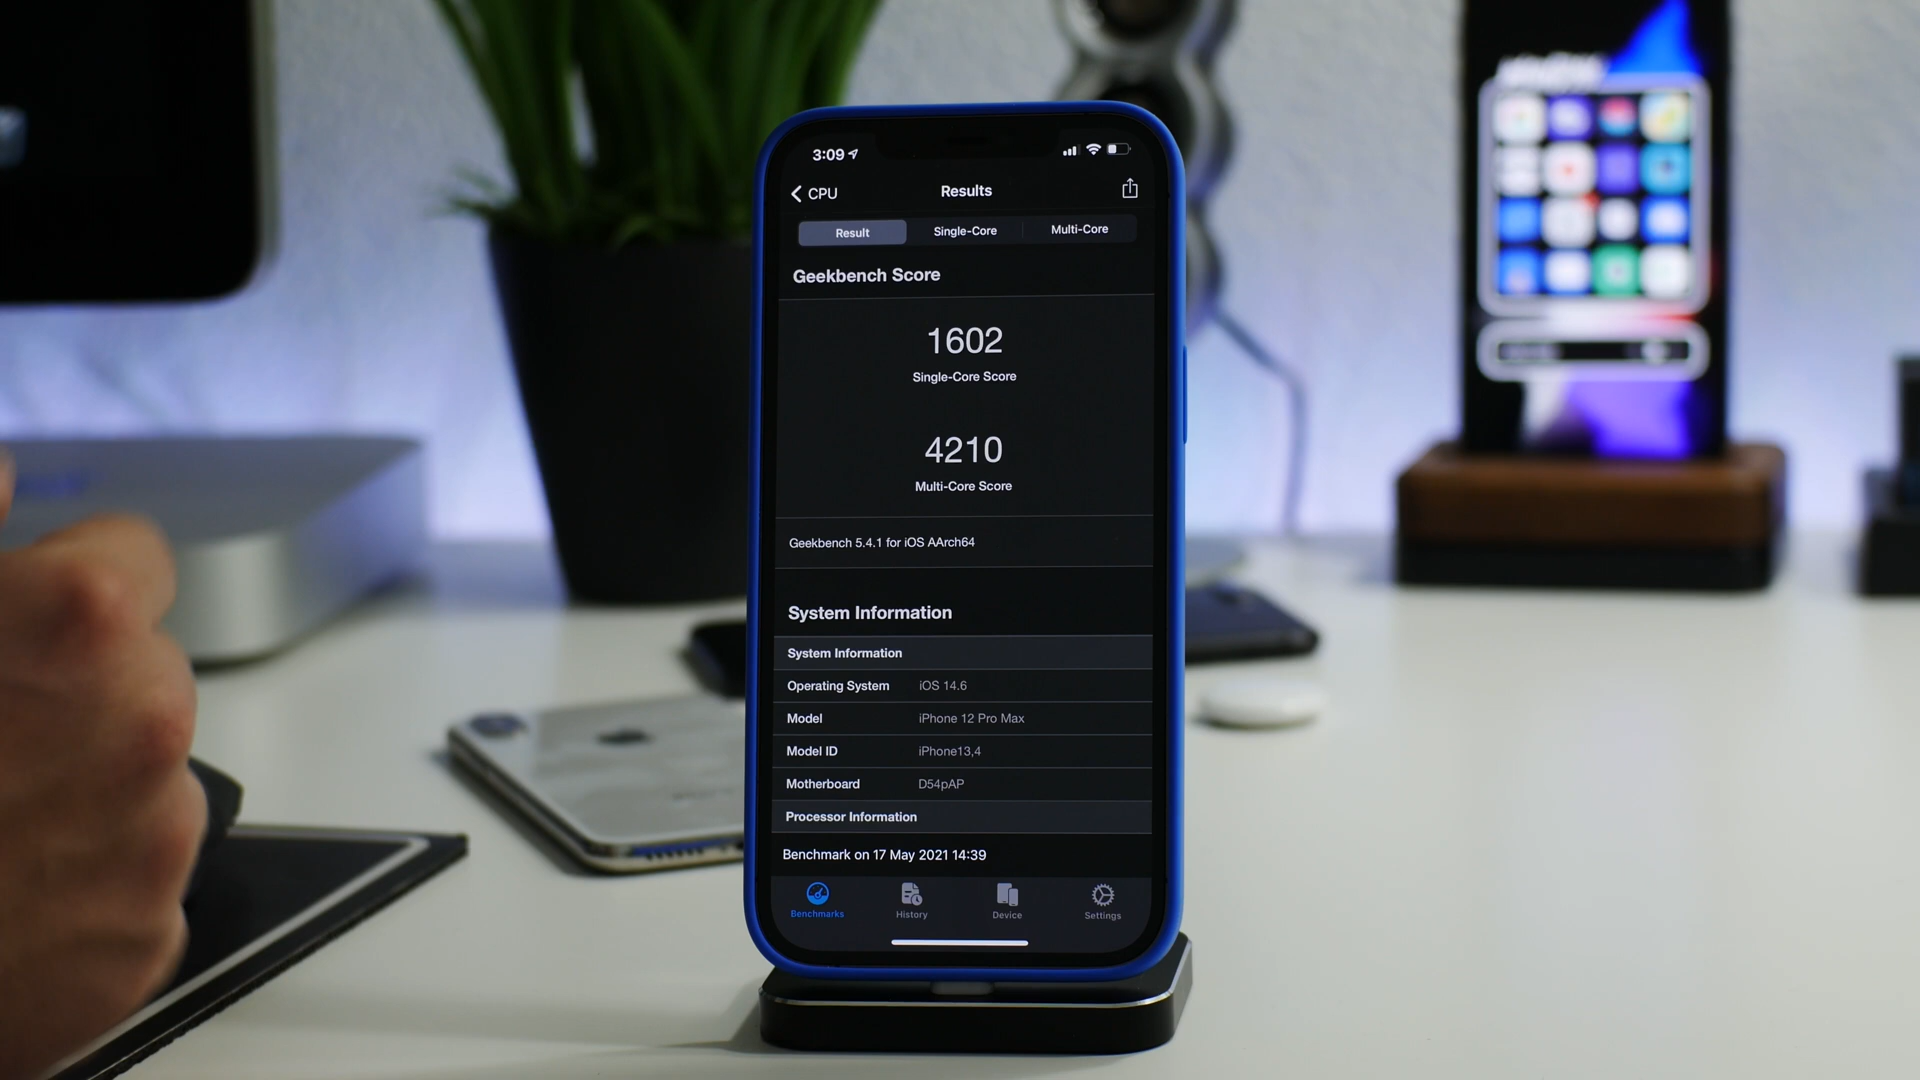 3:09
CPU
Results
Result Single-Core Multi-Core
Geekbench Score
1602
Single-Core Score
4210
Multi-Core Score
Geekbench 5.4.1 for iOS AArch64
System Information
System Information
Operating System iOS 14.6
Model iPhone 12 Pro Max
Model ID iPhone13,4
Motherboard D54pAP
Processor Information
Benchmark on 17 May 2021 14:39
Benchmarks History Device Settings